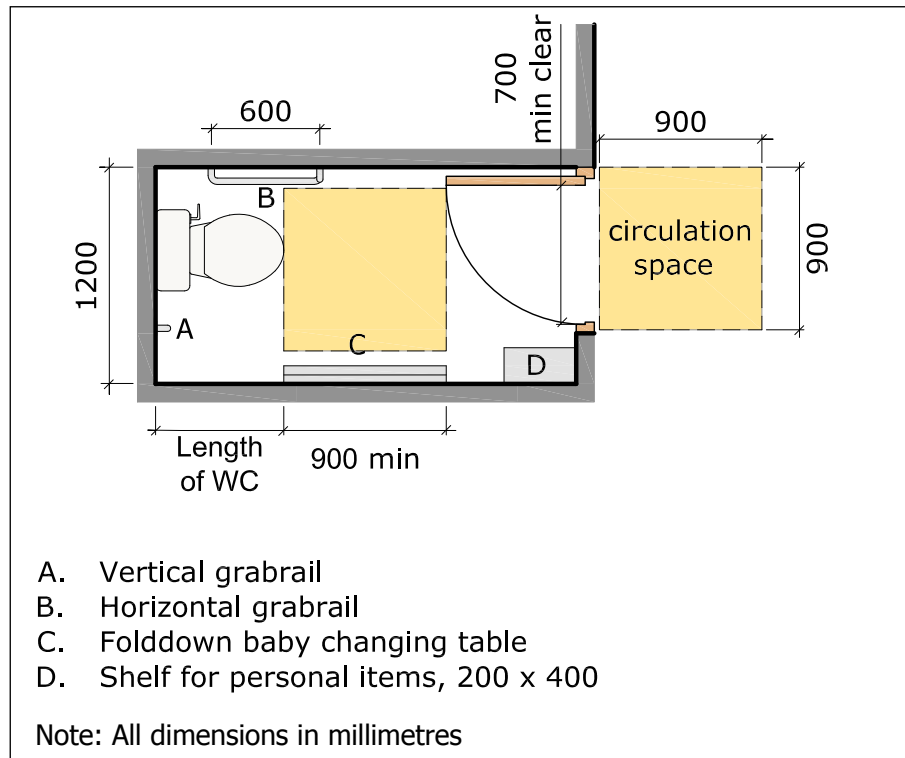 700
min clear
600
900
B
circulation
space
900
1200
A
C
D
Length
of WC
900 min
A. Vertical grabrail
B. Horizontal grabrail
C. Folddown baby changing table
D. Shelf for personal items, 200 x 400
Note: All dimensions in millimetres